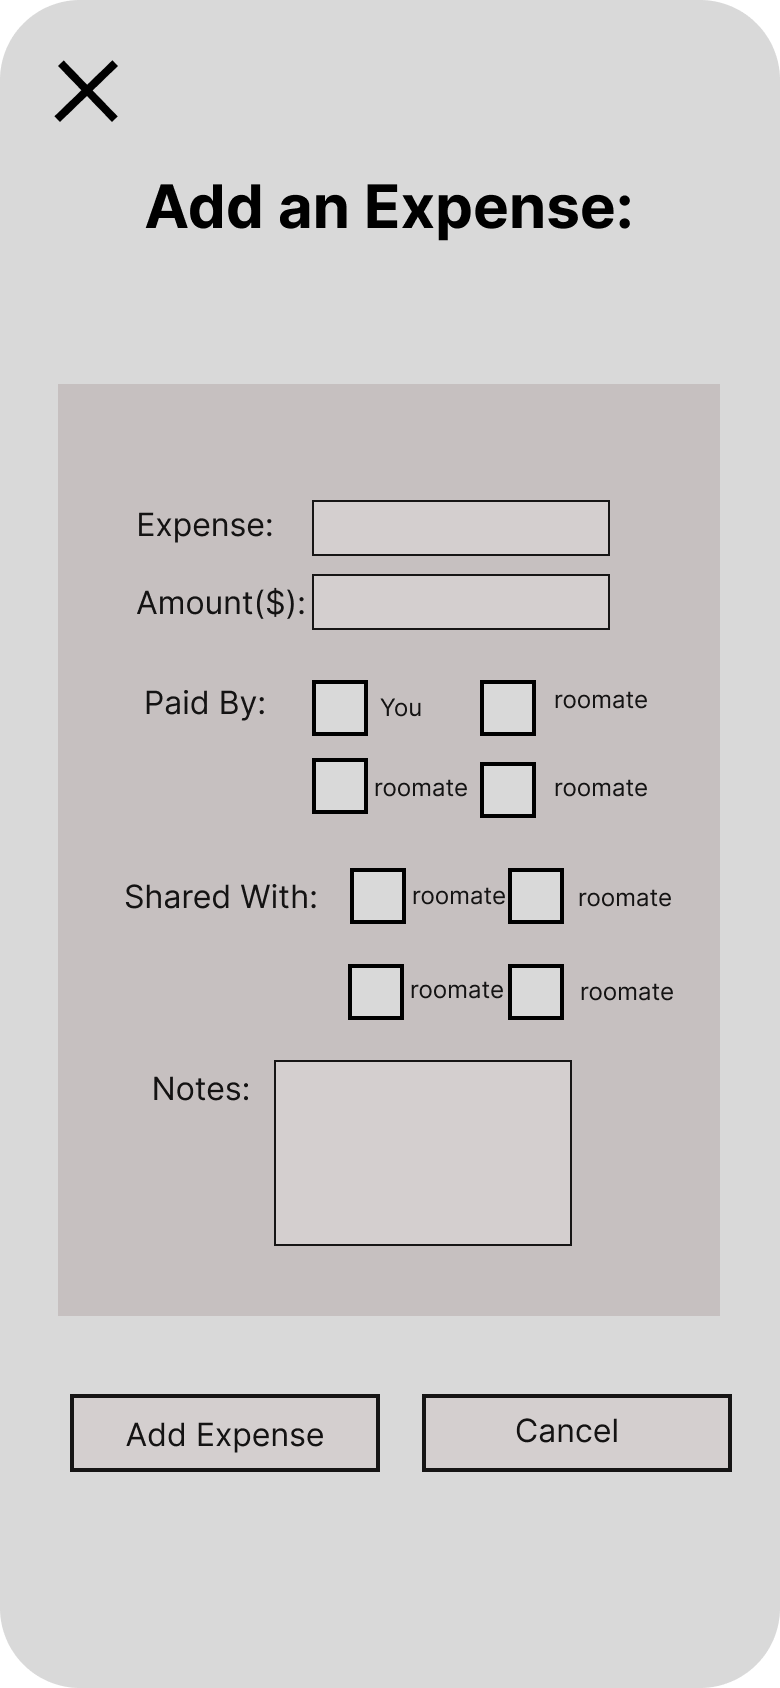 Add an Expense:
Expense:
Amount($):
Paid By: You roomate
roomate roomate
Shared With: roomate roomate
roomate roomate
Notes:
Add Expense Cancel